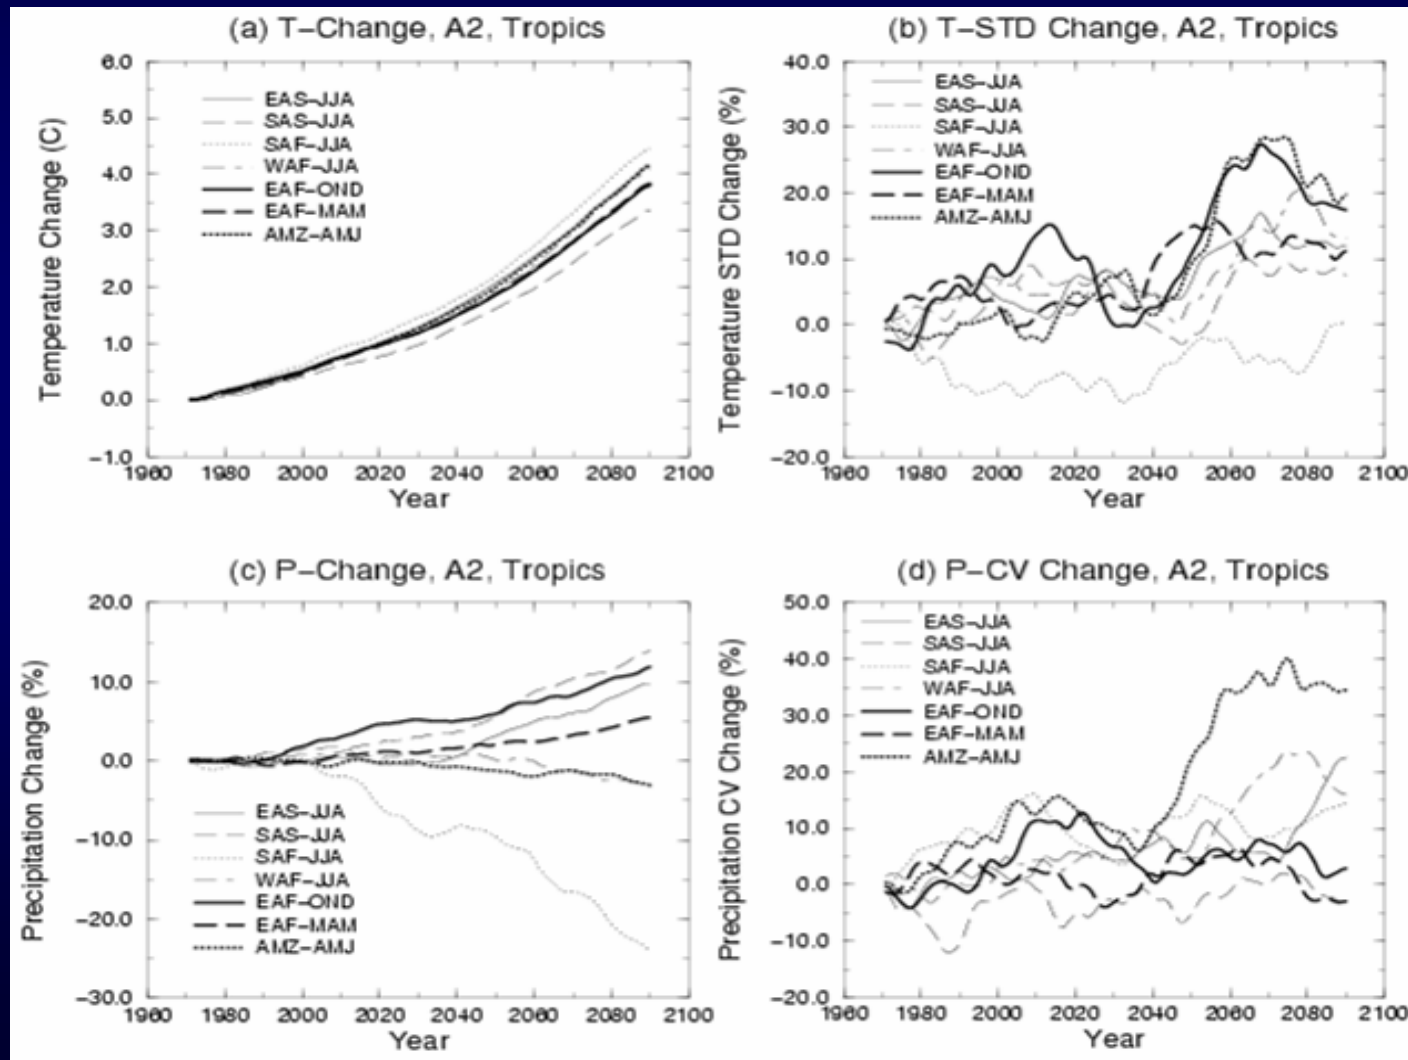 (a) T-Change, A2, Tropics
6.0
5.0
4.0
3.0
2.0
1.0
0.0
-1.0
Temperature Change (C)
EAS-JJA
SAS-JJA
SAF-JJA
WAF-JJA
EAF-OND
EAF-MAM
AMZ-AMJ
1960 1980 2000 2020 2040 2060 2080 2100
Year
(b) T-STD Change, A2, Tropics
40.0
30.0
20.0
10.0
0.0
-10.0
-20.0
Temperature STD Change (%)
EAS-JJA
SAS-JJA
SAF-JJA
WAF-JJA
EAF-OND
EAF-MAM
AMZ-AMJ
1960 1980 2000 2020 2040 2060 2080 2100
Year
(c) P-Change, A2, Tropics
20.0
10.0
0.0
-10.0
-20.0
-30.0
Precipitation Change (%)
EAS-JJA
SAS-JJA
SAF-JJA
WAF-JJA
EAF-OND
EAF-MAM
AMZ-AMJ
1960 1980 2000 2020 2040 2060 2080 2100
Year
(d) P-CV Change, A2, Tropics
50.0
40.0
30.0
20.0
10.0
0.0
-10.0
-20.0
Precipitation CV Change (%)
EAS-JJA
SAS-JJA
SAF-JJA
WAF-JJA
EAF-OND
EAF-MAM
AMZ-AMJ
1960 1980 2000 2020 2040 2060 2080 2100
Year